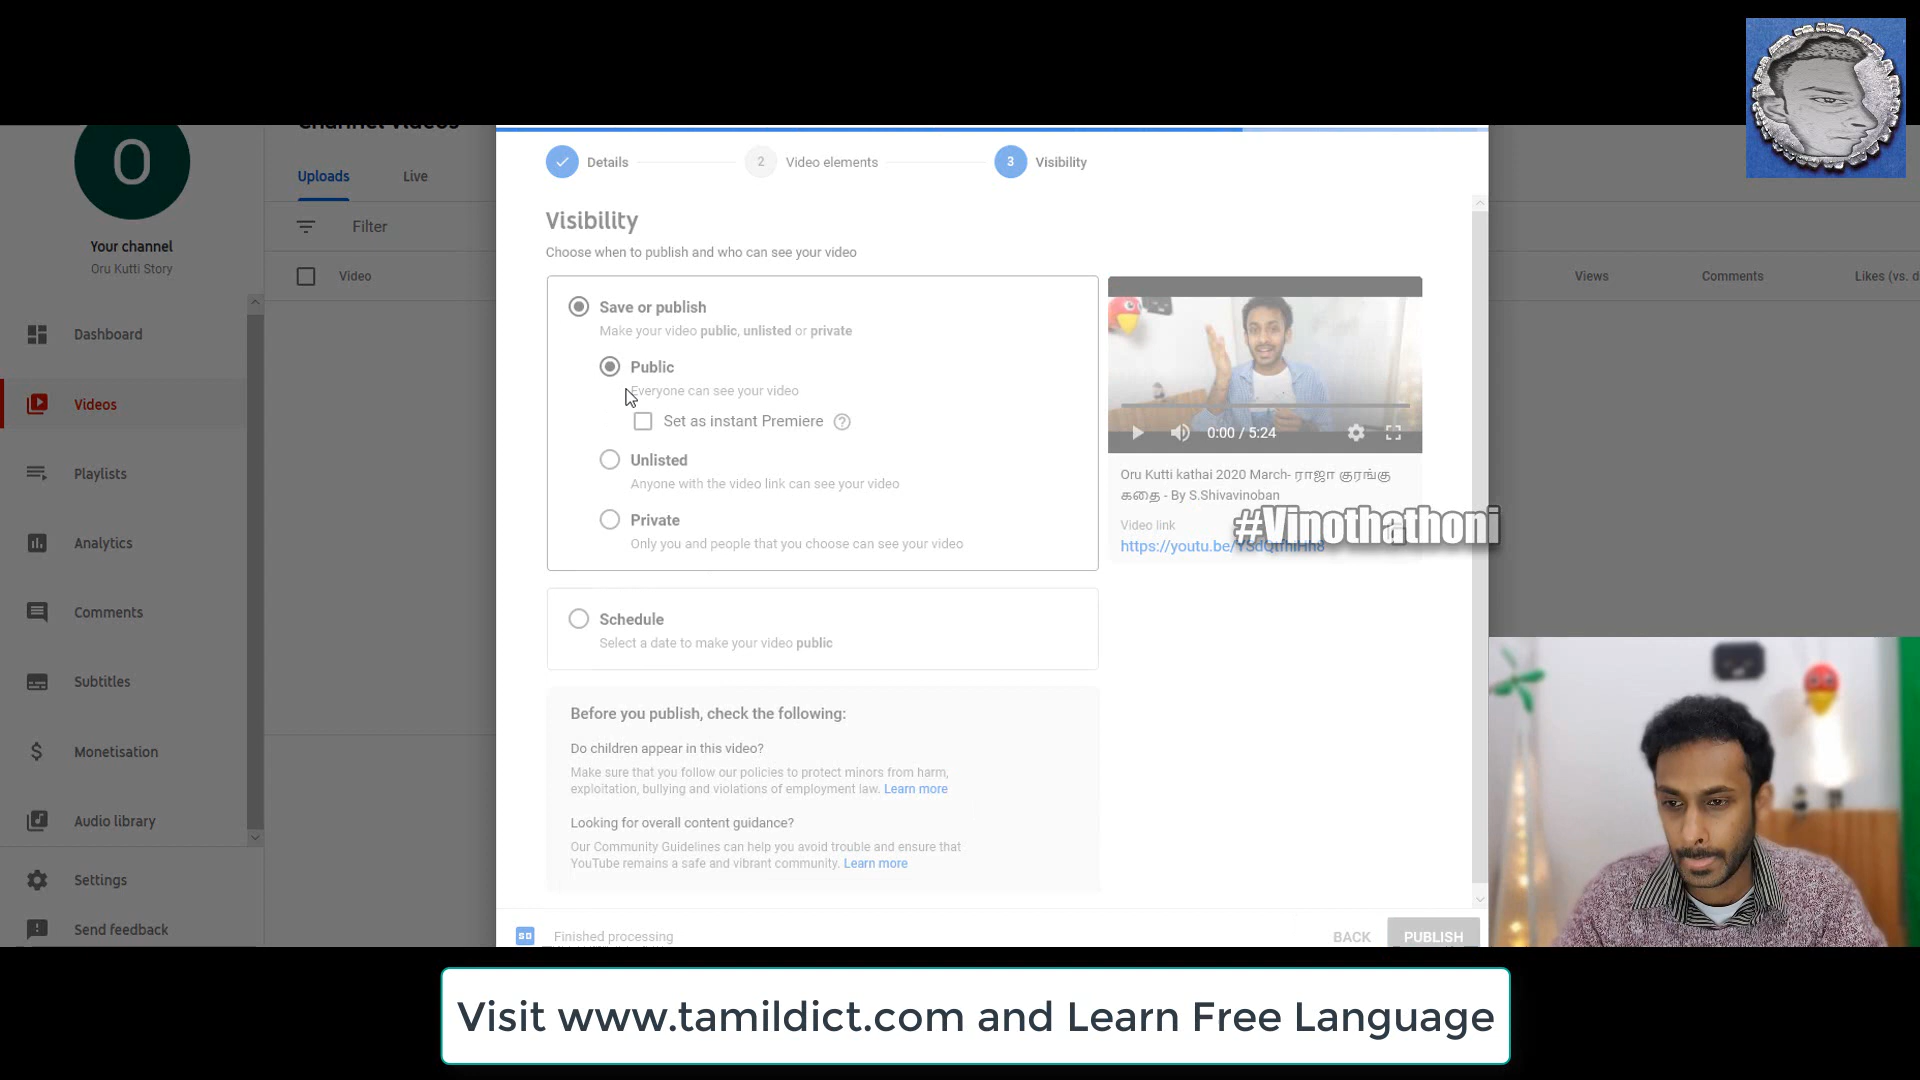 Channel videos
Details
2
Video elements
3
Visibility
O
Uploads
Live
Your channel
Oru Kutti Story
Filter
Video
Views
Comments
Likes (vs. d
Visibility
Choose when to publish and who can see your video
Save or publish
Make your video public, unlisted or private
Public
Everyone can see your video
Set as instant Premiere
Unlisted
Anyone with the video link can see your video
Private
Only you and people that you choose can see your video
Schedule
Select a date to make your video public
Before you publish, check the following:
Do children appear in this video?
Make sure that you follow our policies to protect minors from harm,
exploitation, bullying and violations of employment law. Learn more
Looking for overall content guidance?
Our Community Guidelines can help you avoid trouble and ensure that
YouTube remains a safe and vibrant community. Learn more
0:00 / 5:24
Oru Kutti kathai 2020 March- ராஜா குரங்கு
கதை - By S.Shivavinoban
Video link
#Vinothathoni
Dashboard
Videos
Playlists
Analytics
Comments
Subtitles
Monetisation
Audio library
Settings
Send feedback
SD
Finished processing
BACK
PUBLISH
Visit www.tamildict.com and Learn Free Language